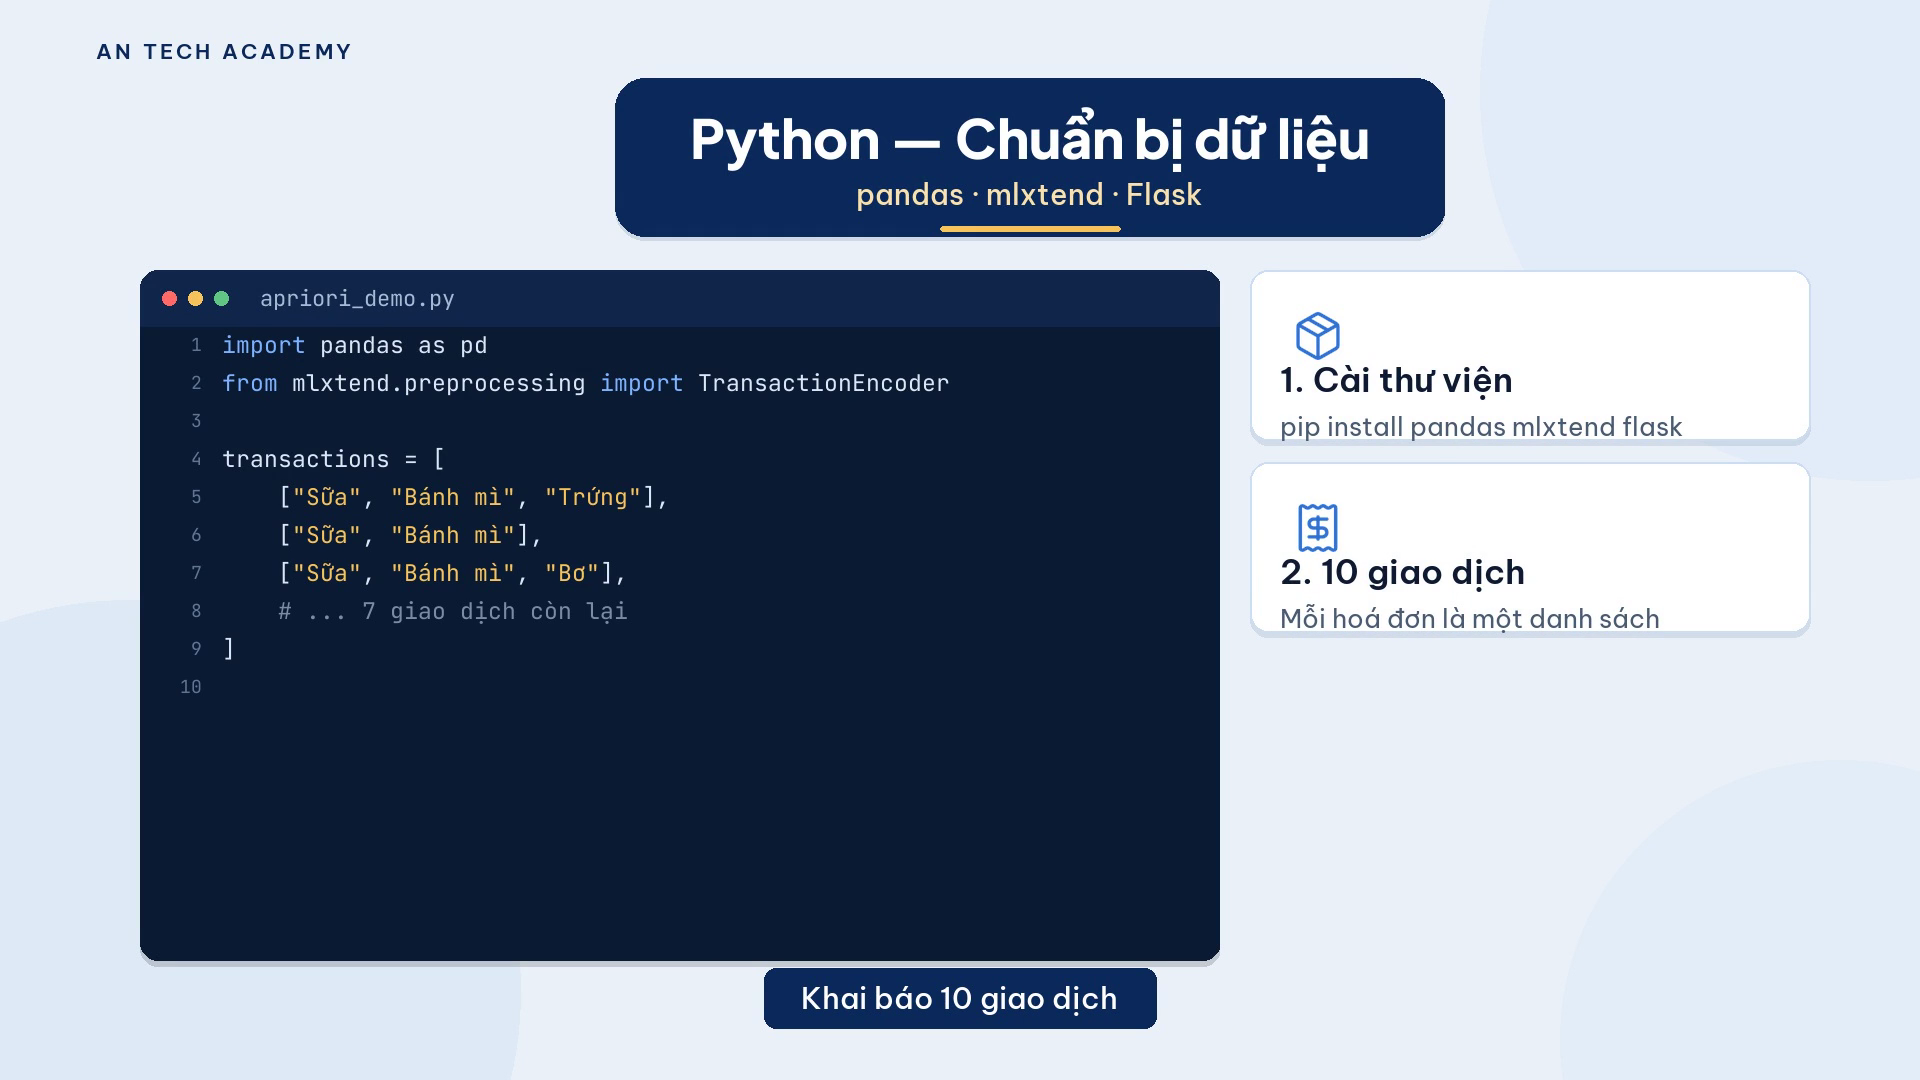 AN TECH ACADEMY
Python — Chuẩn bị dữ liệu
pandas · mlxtend · Flask
apriori_demo.py
1 import pandas as pd
2 from mlxtend.preprocessing import TransactionEncoder
3
4 transactions = [
5     ["Sữa", "Bánh mì", "Trứng"],
6     ["Sữa", "Bánh mì"],
7     ["Sữa", "Bánh mì", "Bơ"],
8     # ... 7 giao dịch còn lại
9 ]
10
1. Cài thư viện
pip install pandas mlxtend flask
2. 10 giao dịch
Mỗi hoá đơn là một danh sách
Khai báo 10 giao dịch